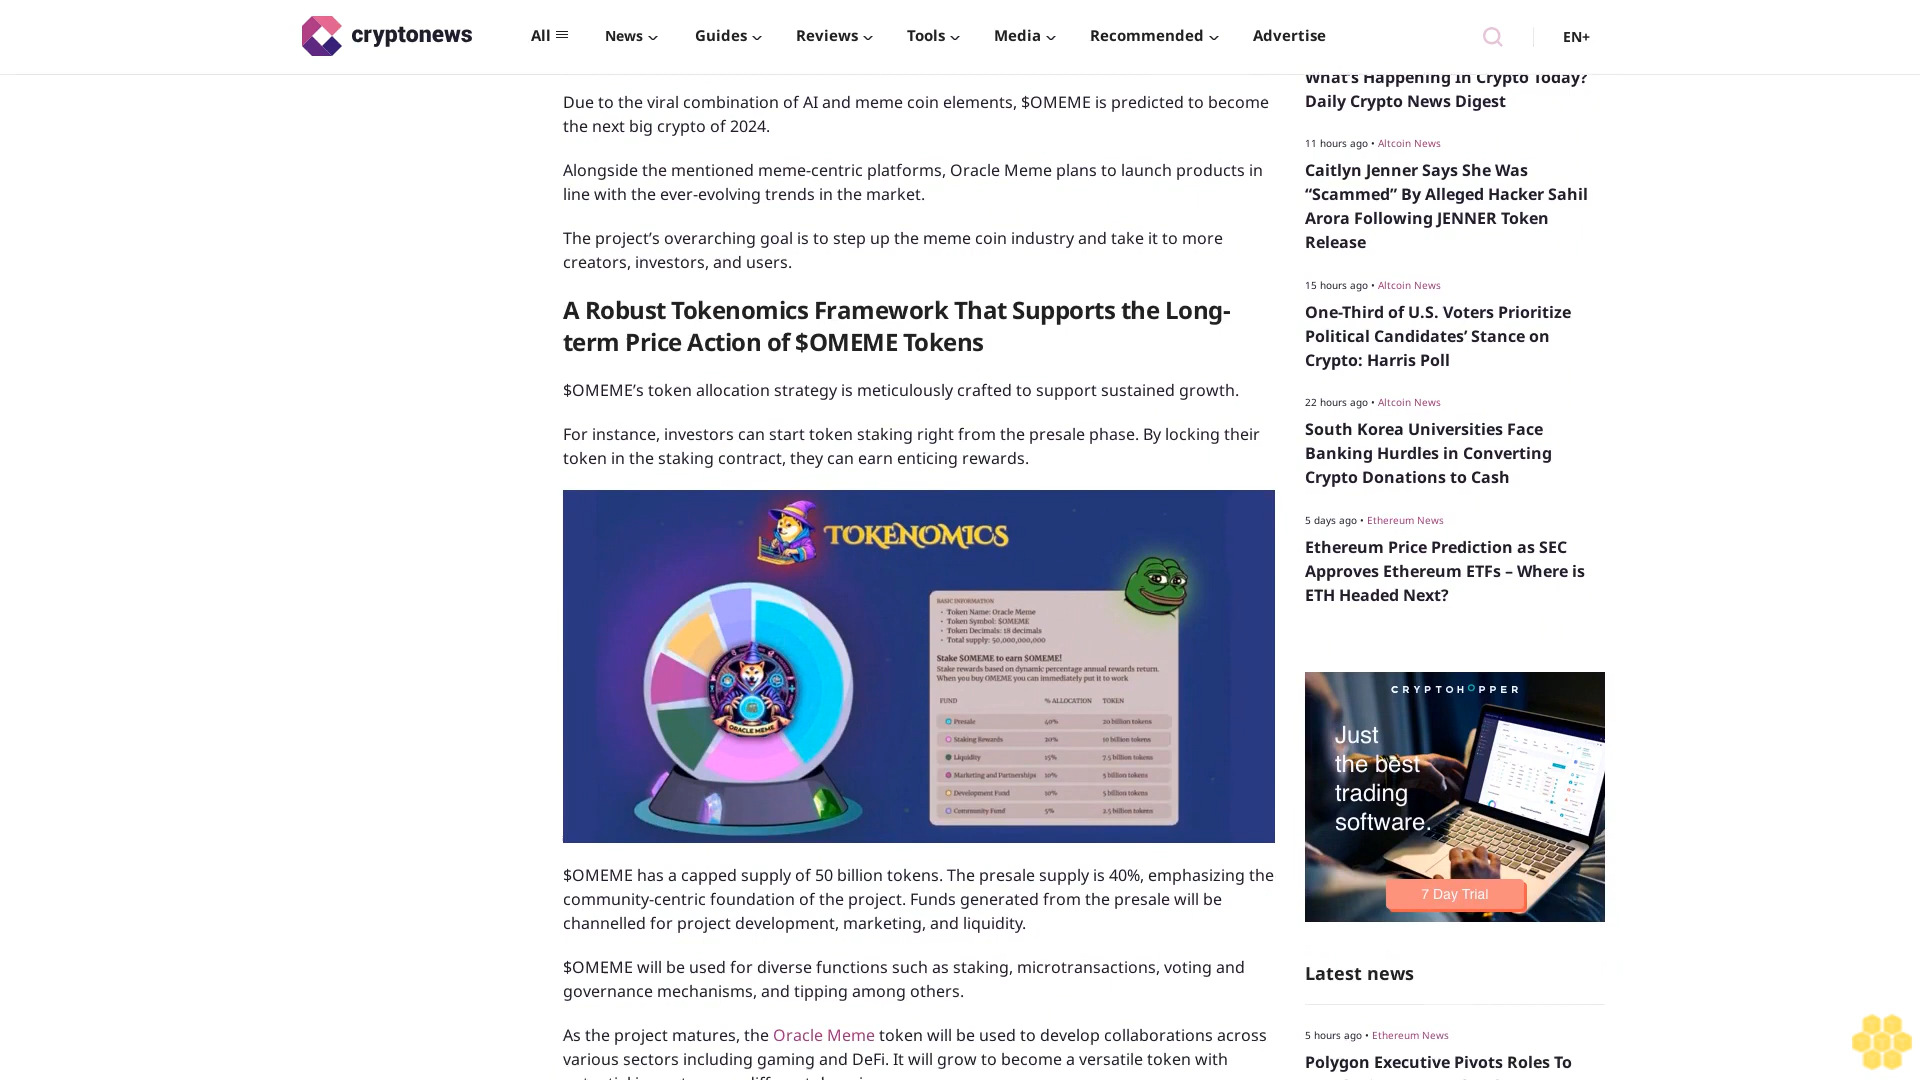 cryptonews
All
News
Guides
Reviews
Tools
Media
Recommended
Advertise
EN+
Due to the viral combination of AI and meme coin elements, $OMEME is predicted to become
the next big crypto of 2024.
Alongside the mentioned meme-centric platforms, Oracle Meme plans to launch products in
line with the ever-evolving trends in the market.
The project’s overarching goal is to step up the meme coin industry and take it to more
creators, investors, and users.
A Robust Tokenomics Framework That Supports the Long-
term Price Action of $OMEME Tokens
$OMEME’s token allocation strategy is meticulously crafted to support sustained growth.
For instance, investors can start token staking right from the presale phase. By locking their
token in the staking contract, they can earn enticing rewards.
TOKENOMICS
ORACLE MEME
BASIC INFORMATION
• Token Name: Oracle Meme
• Token Symbol: $OMEME
• Token Decimals: 18 decimals
• Total supply: 50,000,000,000
Stake $OMEME to earn $OMEME!
Stake rewards based on dynamic percentage annual rewards return.
When you buy OMEME you can immediately put it to work
FUND % ALLOCATION TOKEN
Presale 40% 20 billion tokens
Staking Rewards 20% 10 billion tokens
Liquidity 15% 7.5 billion tokens
Marketing and Partnerships 10% 5 billion tokens
Development Fund 10% 5 billion tokens
Community Fund 5% 2.5 billion tokens
$OMEME has a capped supply of 50 billion tokens. The presale supply is 40%, emphasizing the
community-centric foundation of the project. Funds generated from the presale will be
channelled for project development, marketing, and liquidity.
$OMEME will be used for diverse functions such as staking, microtransactions, voting and
governance mechanisms, and tipping among others.
As the project matures, the Oracle Meme token will be used to develop collaborations across
various sectors including gaming and DeFi. It will grow to become a versatile token with
What’s Happening In Crypto Today?
Daily Crypto News Digest
11 hours ago • Altcoin News
Caitlyn Jenner Says She Was
“Scammed” By Alleged Hacker Sahil
Arora Following JENNER Token
Release
15 hours ago • Altcoin News
One-Third of U.S. Voters Prioritize
Political Candidates’ Stance on
Crypto: Harris Poll
22 hours ago • Altcoin News
South Korea Universities Face
Banking Hurdles in Converting
Crypto Donations to Cash
5 days ago • Ethereum News
Ethereum Price Prediction as SEC
Approves Ethereum ETFs – Where is
ETH Headed Next?
CRYPTOHOPPER
Just
the best
trading
software.
7 Day Trial
Latest news
5 hours ago • Ethereum News
Polygon Executive Pivots Roles To